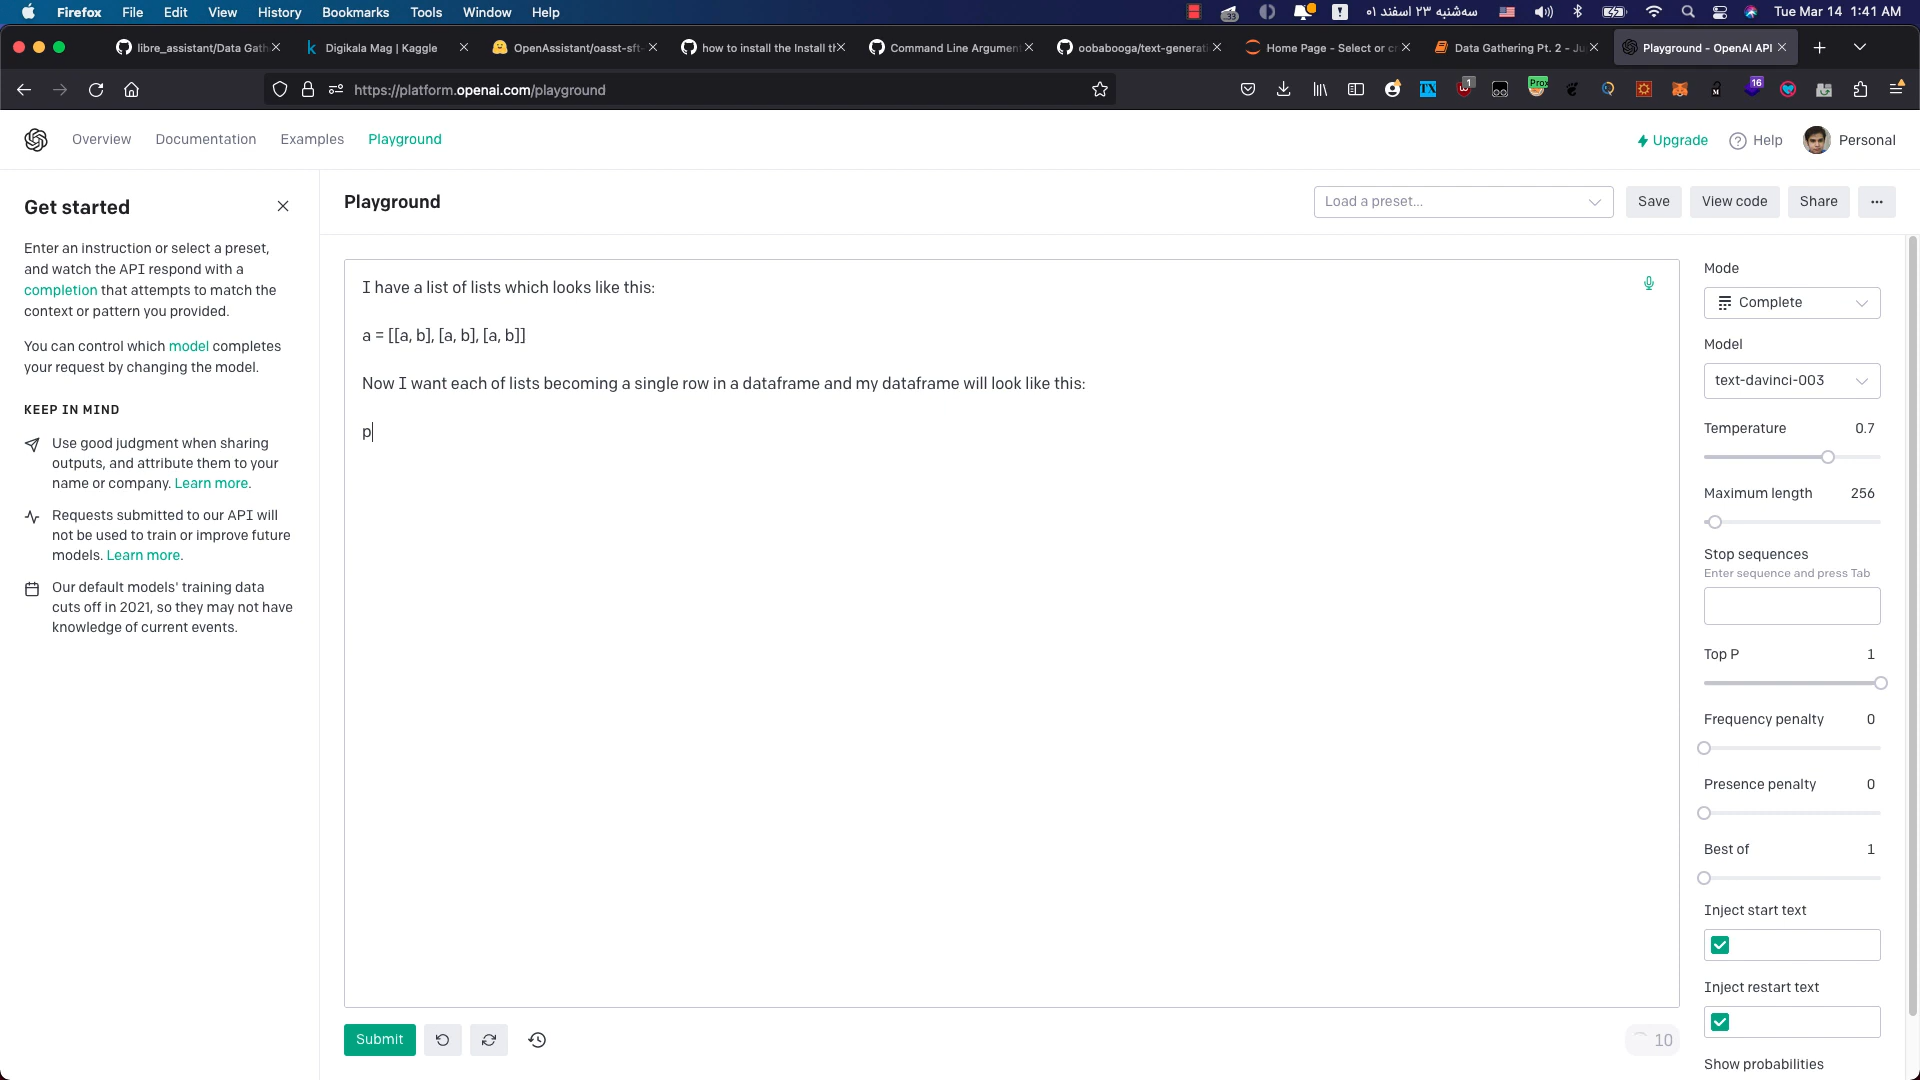 Firefox File Edit View History Bookmarks Tools Window Help سه‌شنبه ۲۳ اسفند ۰۱ Tue Mar 14 1:41 AM
libre_assistant/Data Gath Digikala Mag | Kaggle OpenAssistant/oasst-sft- how to install the Install th Command Line Argument oobabooga/text-generati Home Page - Select or cr Data Gathering Pt. 2 - Ju Playground - OpenAI API
https://platform.openai.com/playground
Overview Documentation Examples Playground Upgrade Help Personal
Get started
Enter an instruction or select a preset,
and watch the API respond with a
completion that attempts to match the
context or pattern you provided.
You can control which model completes
your request by changing the model.
KEEP IN MIND
Use good judgment when sharing
outputs, and attribute them to your
name or company. Learn more.
Requests submitted to our API will
not be used to train or improve future
models. Learn more.
Our default models' training data
cuts off in 2021, so they may not have
knowledge of current events.
Playground
Load a preset... Save View code Share ...
I have a list of lists which looks like this:
a = [[a, b], [a, b], [a, b]]
Now I want each of lists becoming a single row in a dataframe and my dataframe will look like this:
p
Submit
10
Mode
Complete
Model
text-davinci-003
Temperature 0.7
Maximum length 256
Stop sequences
Enter sequence and press Tab
Top P 1
Frequency penalty 0
Presence penalty 0
Best of 1
Inject start text
Inject restart text
Show probabilities